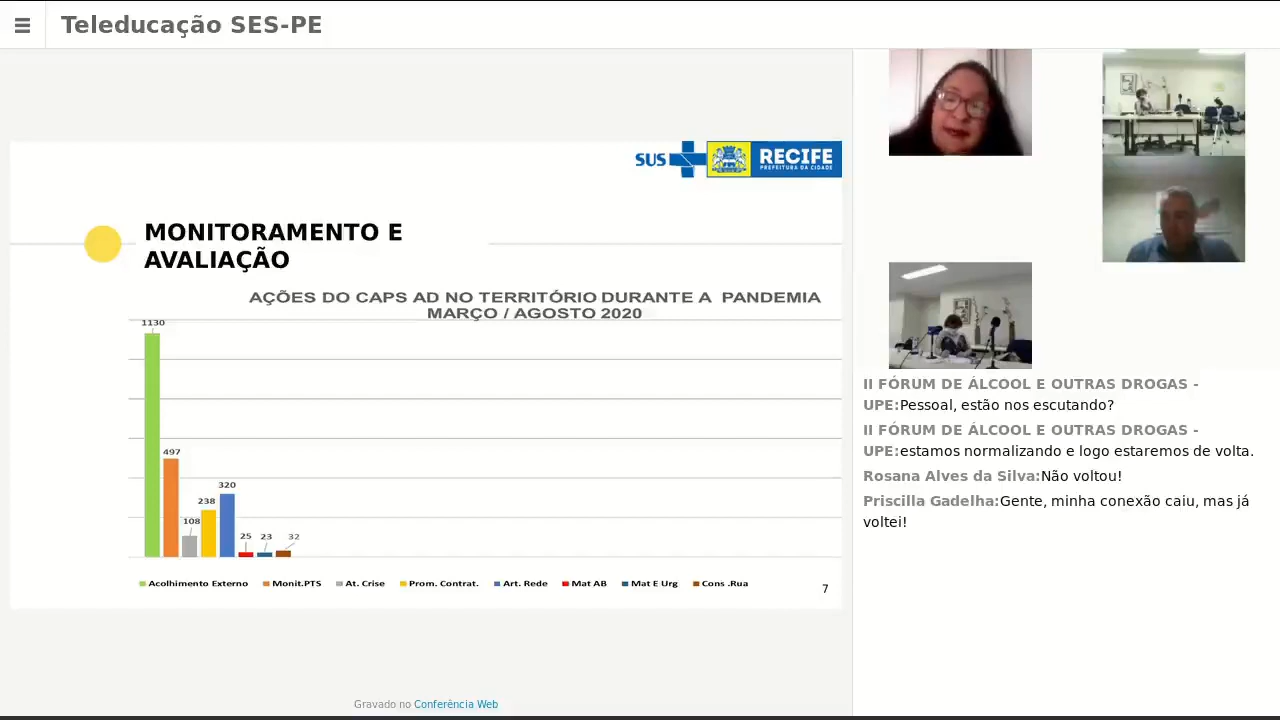 Teleducação SES-PE
SUS
RECIFE
PREFEITURA DA CIDADE
MONITORAMENTO E
AVALIAÇÃO
AÇÕES DO CAPS AD NO TERRITÓRIO DURANTE A PANDEMIA
MARÇO / AGOSTO 2020
1130
497
108
238
320
25
23
32
Acolhimento Externo Monit.PTS At. Crise Prom. Contrat. Art. Rede Mat AB Mat E Urg Cons .Rua
7
II FÓRUM DE ÁLCOOL E OUTRAS DROGAS -
UPE:Pessoal, estão nos escutando?
II FÓRUM DE ÁLCOOL E OUTRAS DROGAS -
UPE:estamos normalizando e logo estaremos de volta.
Rosana Alves da Silva:Não voltou!
Priscilla Gadelha:Gente, minha conexão caiu, mas já
voltei!
Gravado no Conferência Web